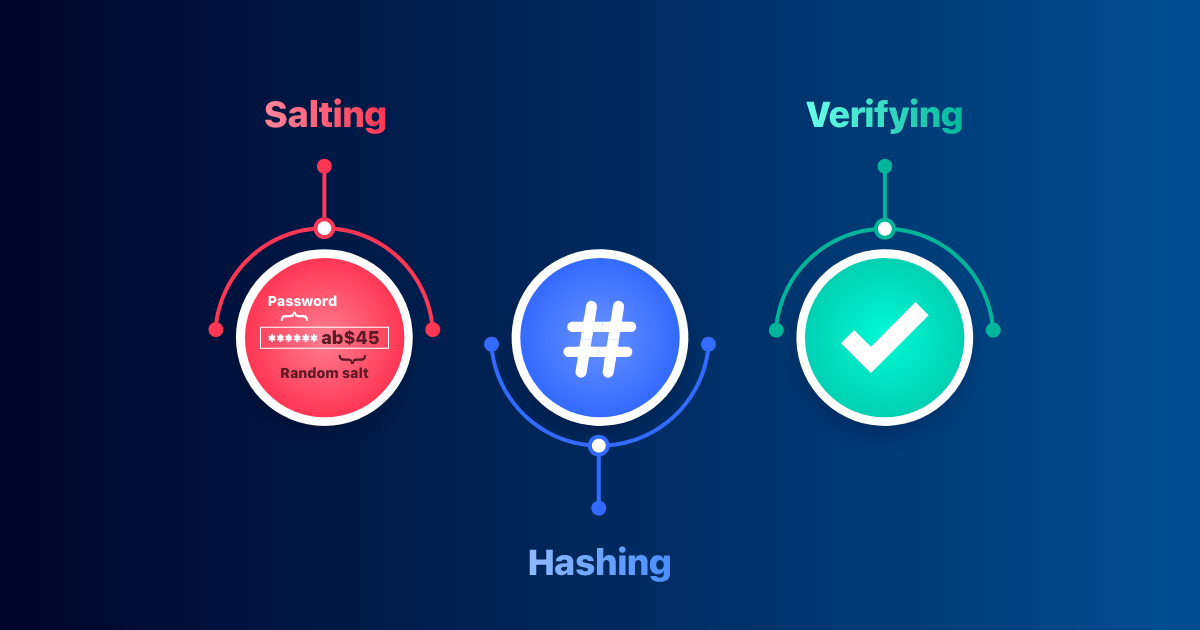 Salting
Verifying
Password
****** ab$45
Random salt
#
Hashing